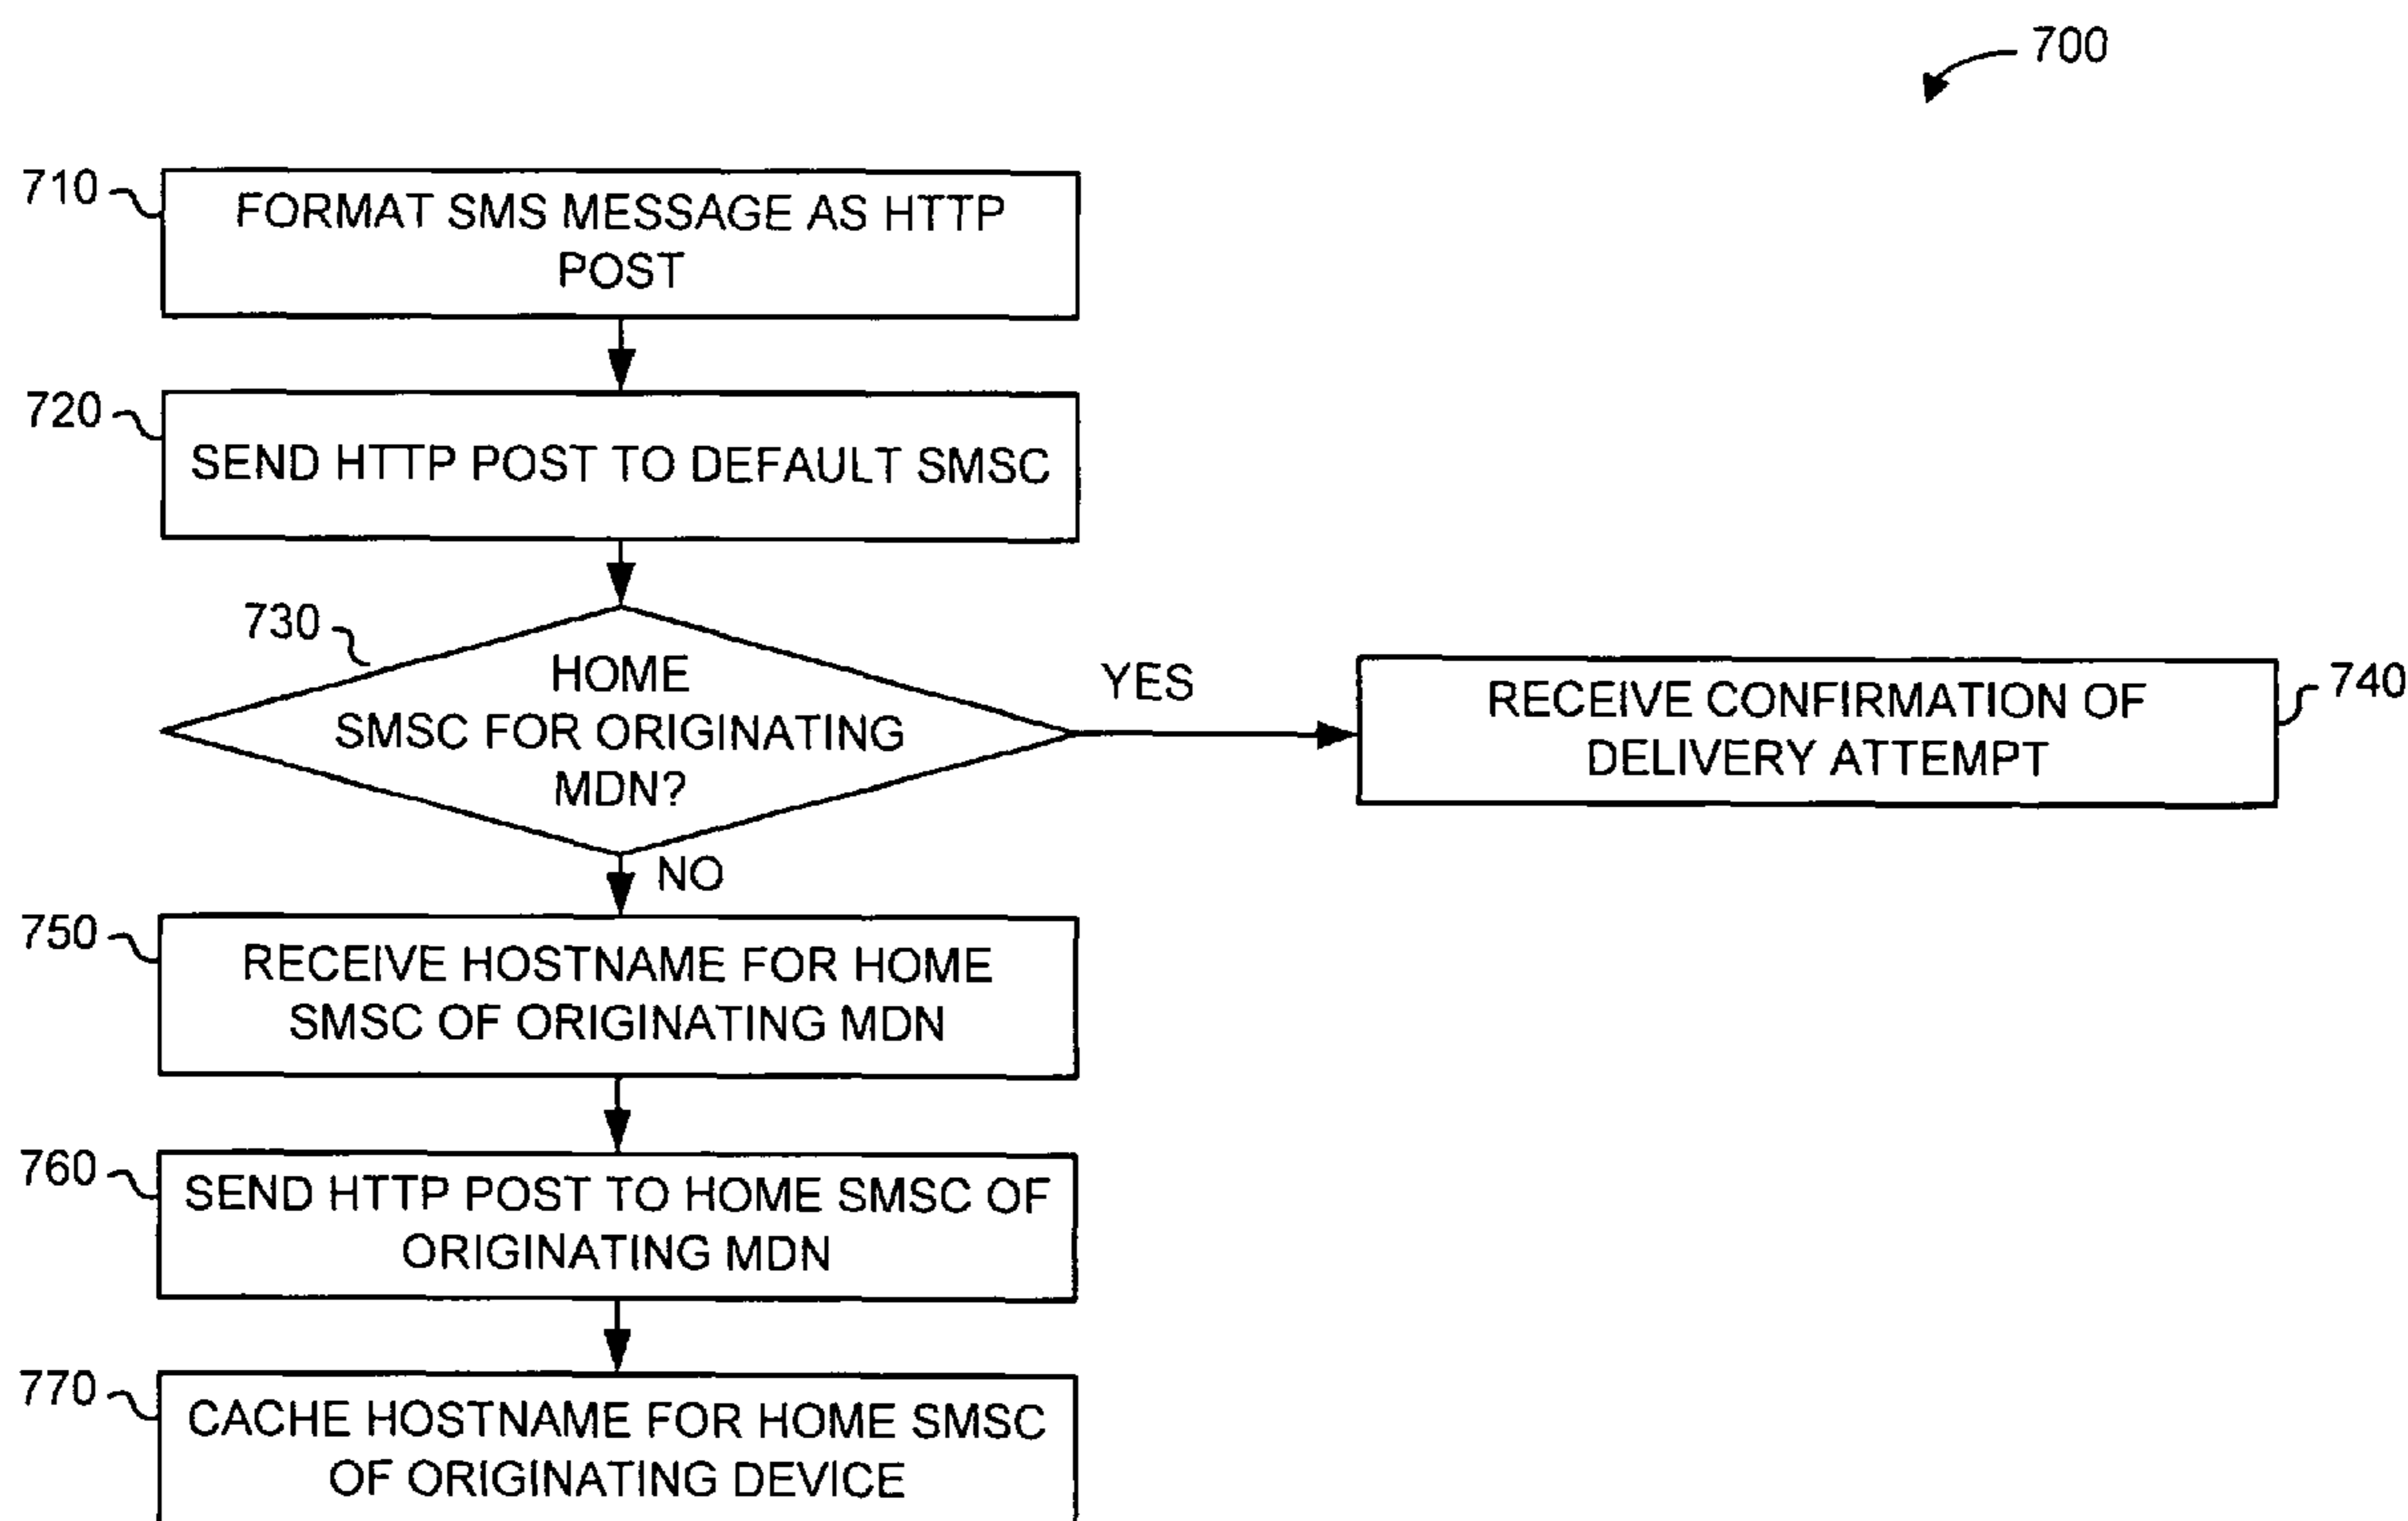 700
710
FORMAT SMS MESSAGE AS HTTP
POST
720
SEND HTTP POST TO DEFAULT SMSC
730
HOME
SMSC FOR ORIGINATING
MDN?
YES
RECEIVE CONFIRMATION OF
DELIVERY ATTEMPT
740
NO
750
RECEIVE HOSTNAME FOR HOME
SMSC OF ORIGINATING MDN
760
SEND HTTP POST TO HOME SMSC OF
ORIGINATING MDN
770
CACHE HOSTNAME FOR HOME SMSC
OF ORIGINATING DEVICE